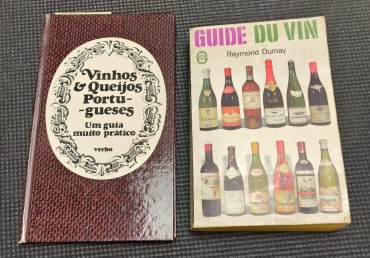 Vinhos
& Queijos
Portu-
gueses
Um guia
muito prático
verbo
GUIDE DU VIN
Raymond Dumay